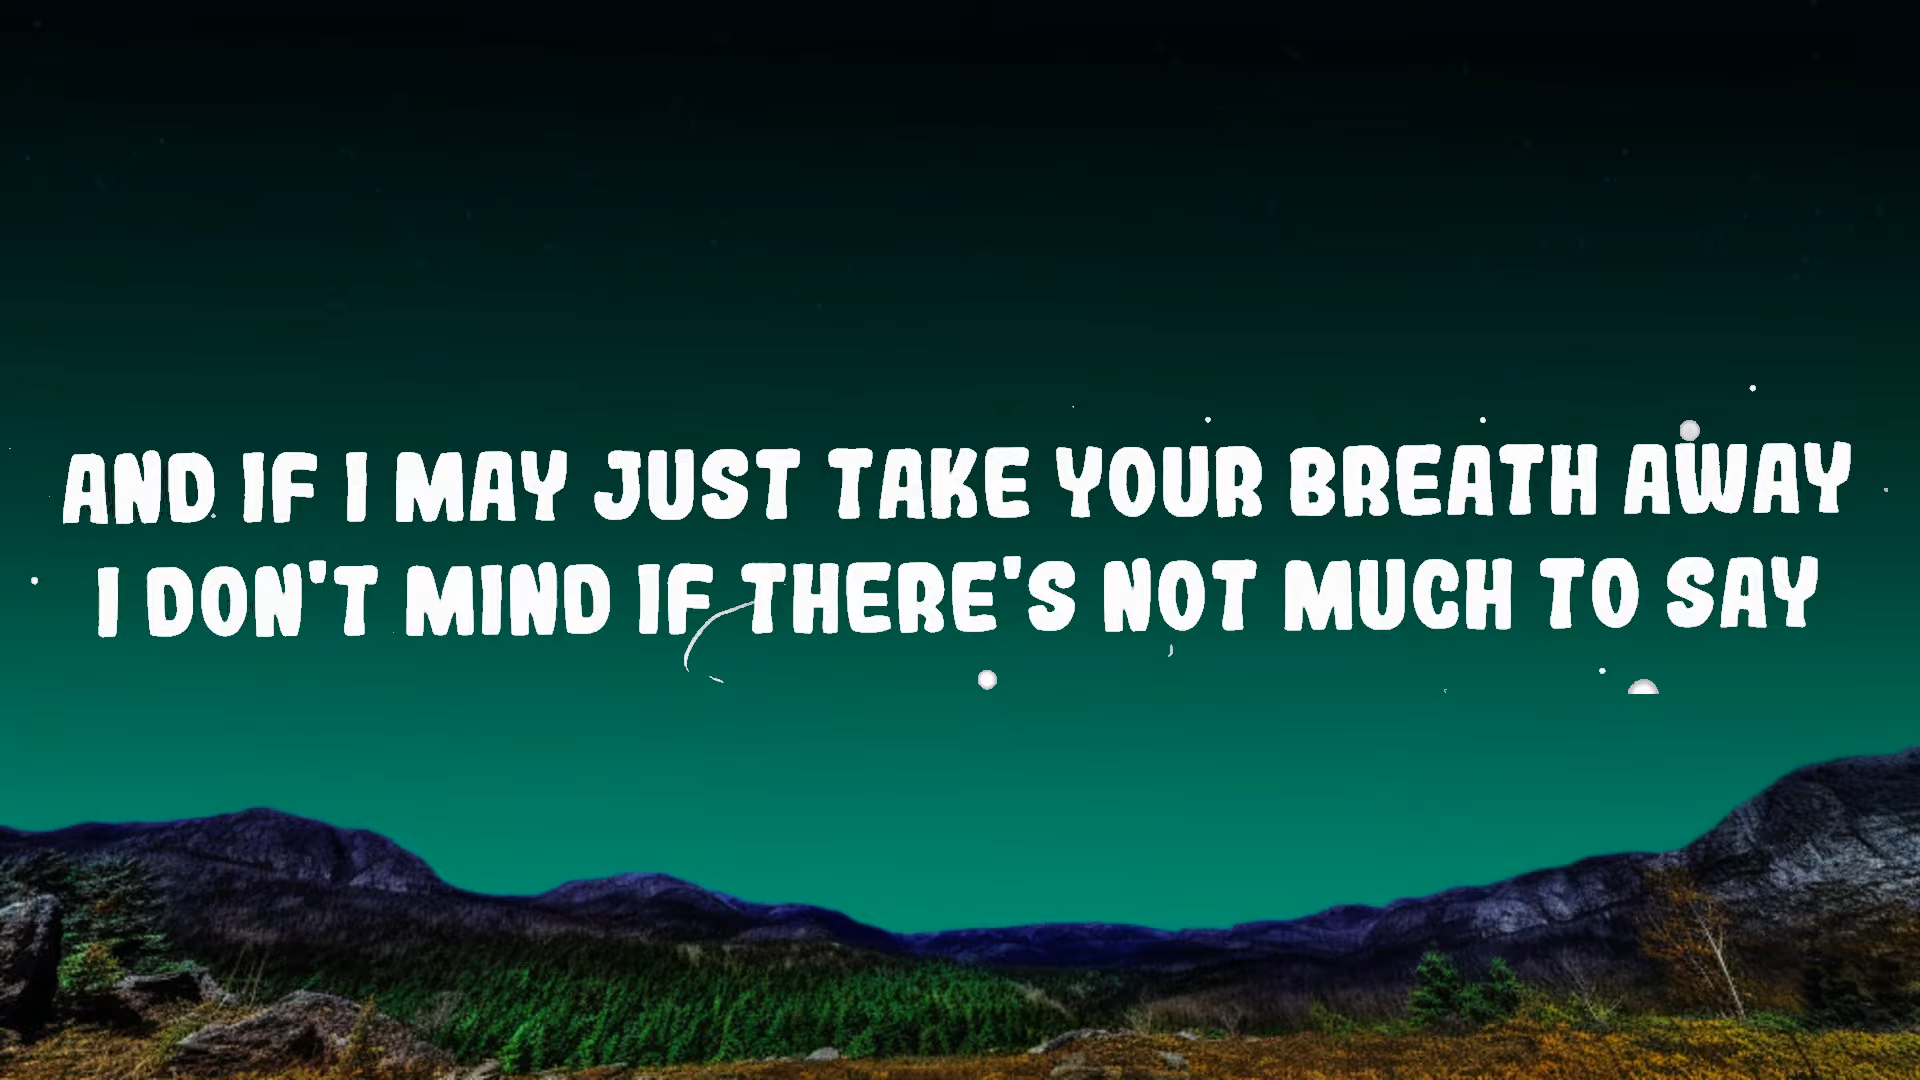 AND IF I MAY JUST TAKE YOUR BREATH AWAY
I DON'T MIND IF THERE'S NOT MUCH TO SAY